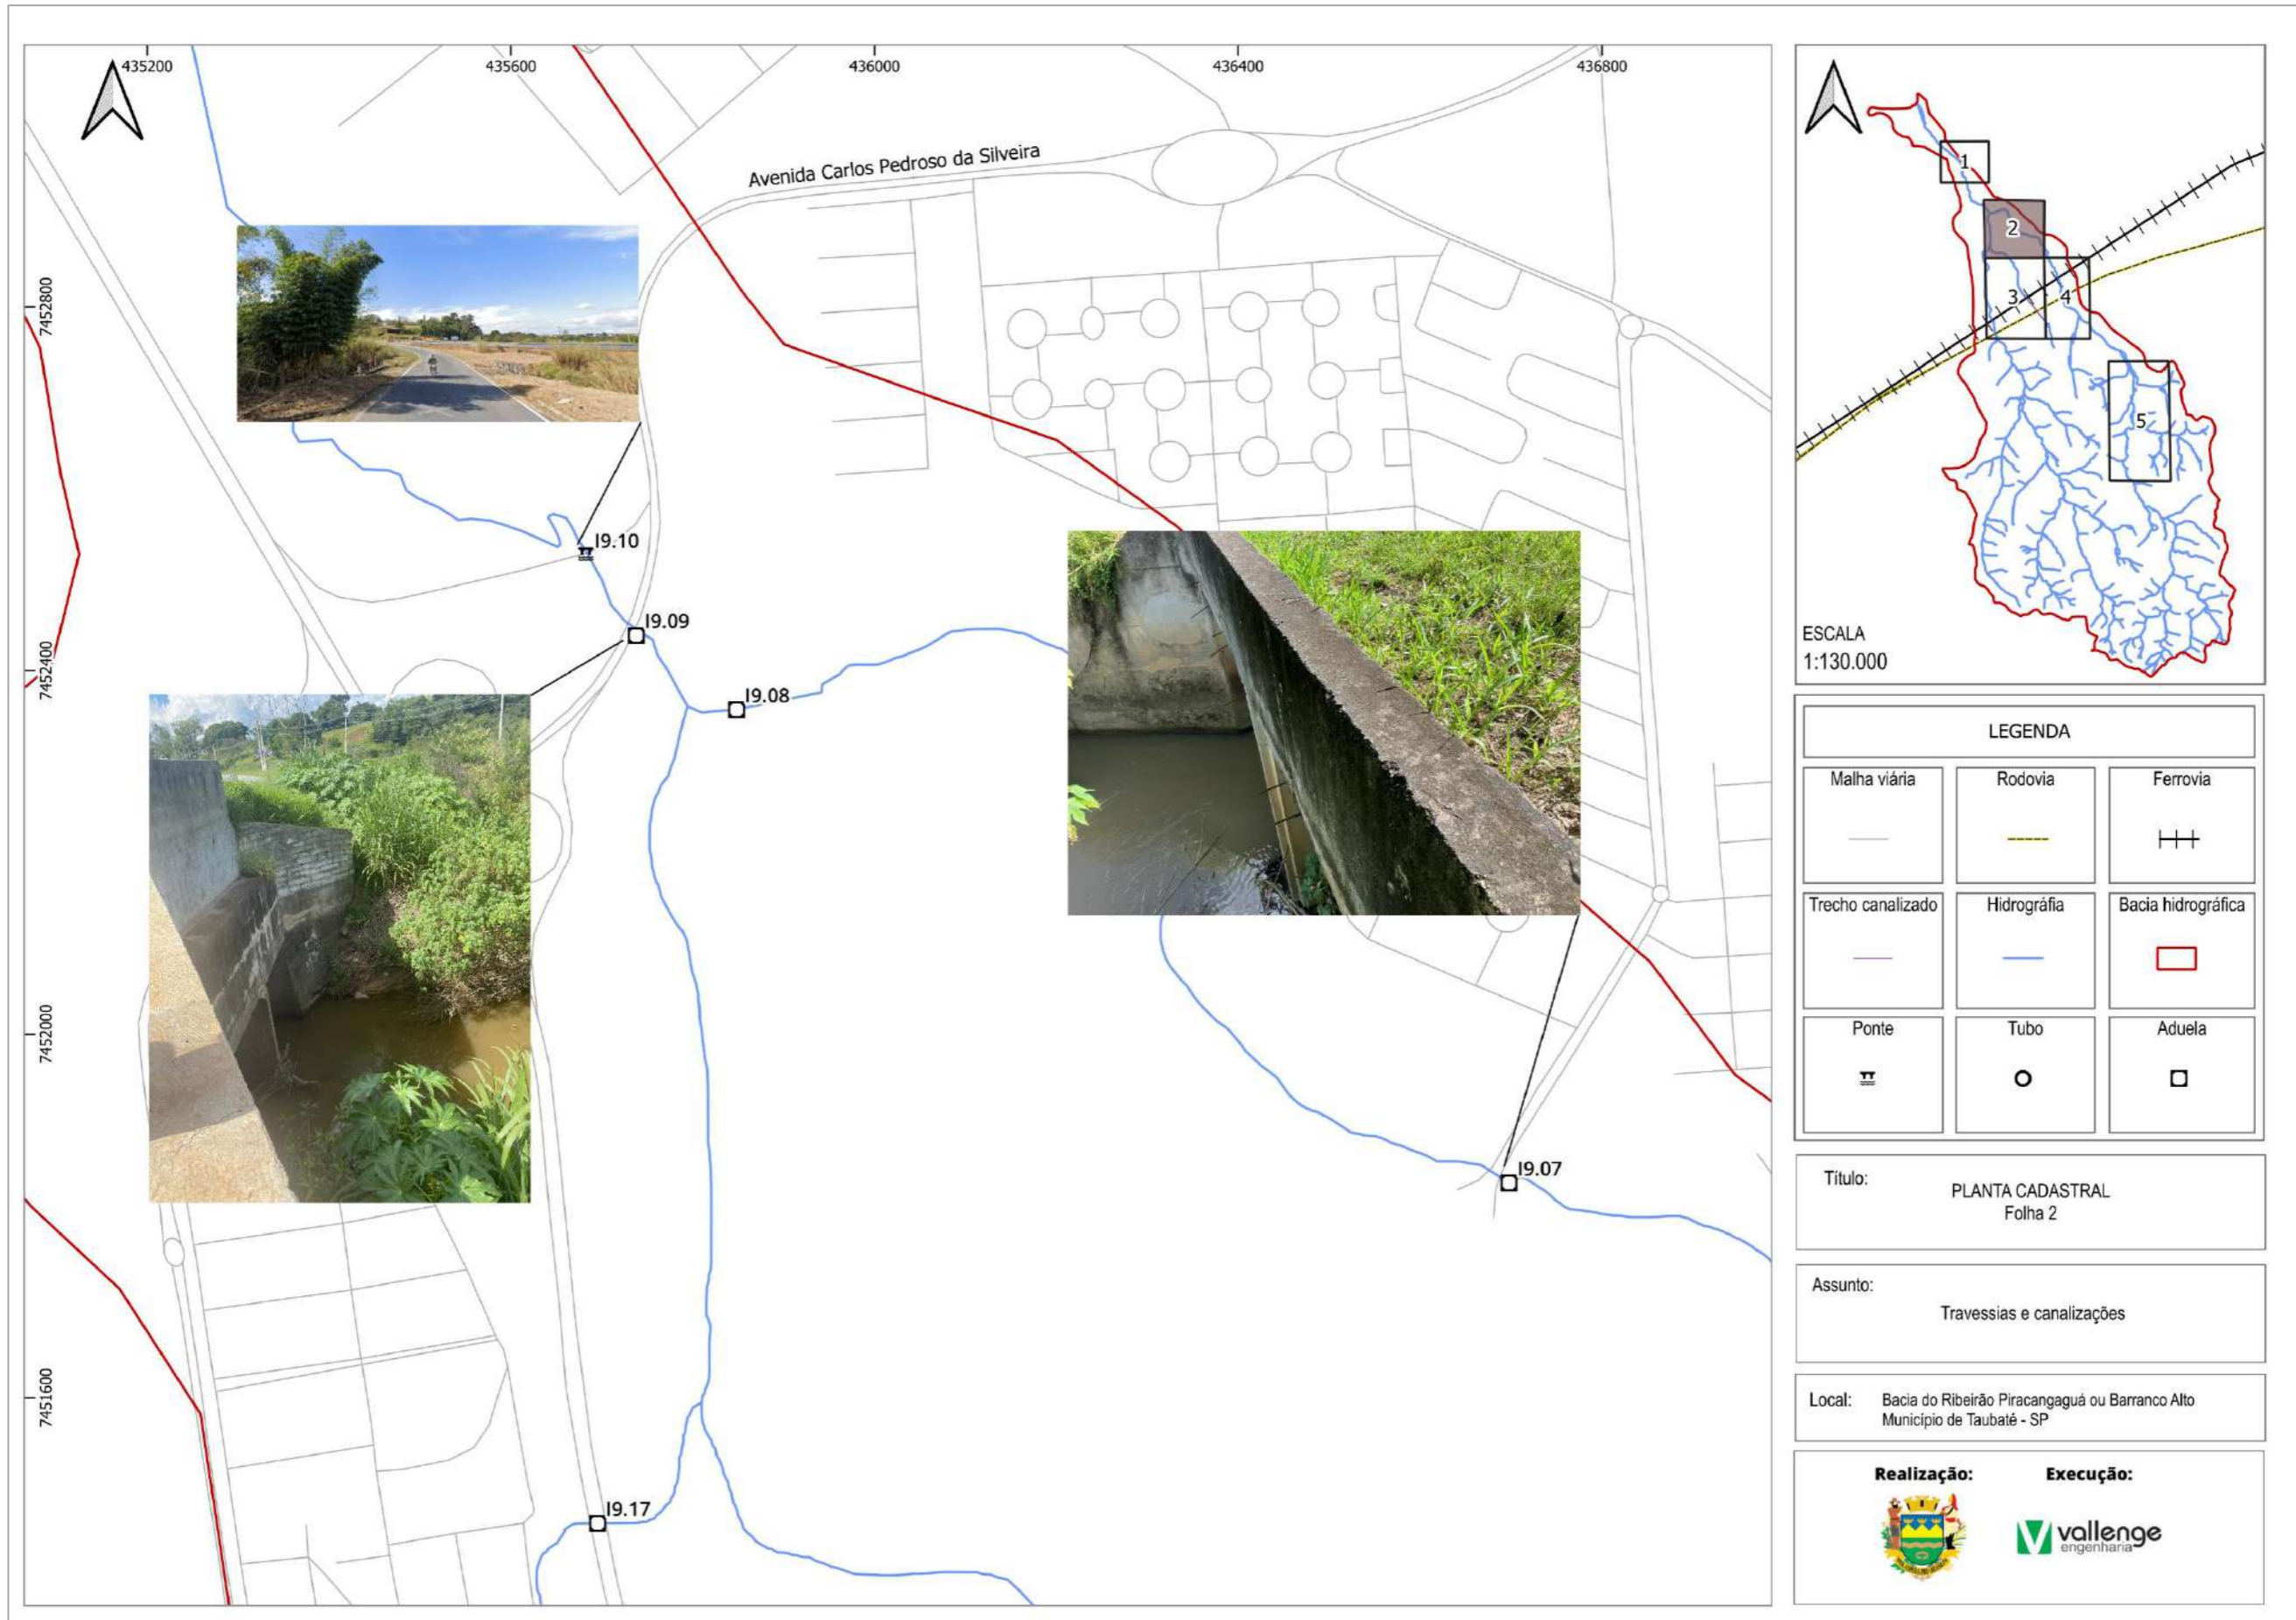 435200
435600
436000
436400
436800
7452800
7452400
7452000
7451600
Avenida Carlos Pedroso da Silveira
I9.10
I9.09
I9.08
I9.07
I9.17
1
2
3
4
5
ESCALA
1:130.000
LEGENDA
Malha viária
Rodovia
Ferrovia
Trecho canalizado
Hidrográfia
Bacia hidrográfica
Ponte
Tubo
Aduela
Título:
PLANTA CADASTRAL
Folha 2
Assunto:
Travessias e canalizações
Local:
Bacia do Ribeirão Piracangaguá ou Barranco Alto
Município de Taubaté - SP
Realização:
Execução:
vallenge
engenharia